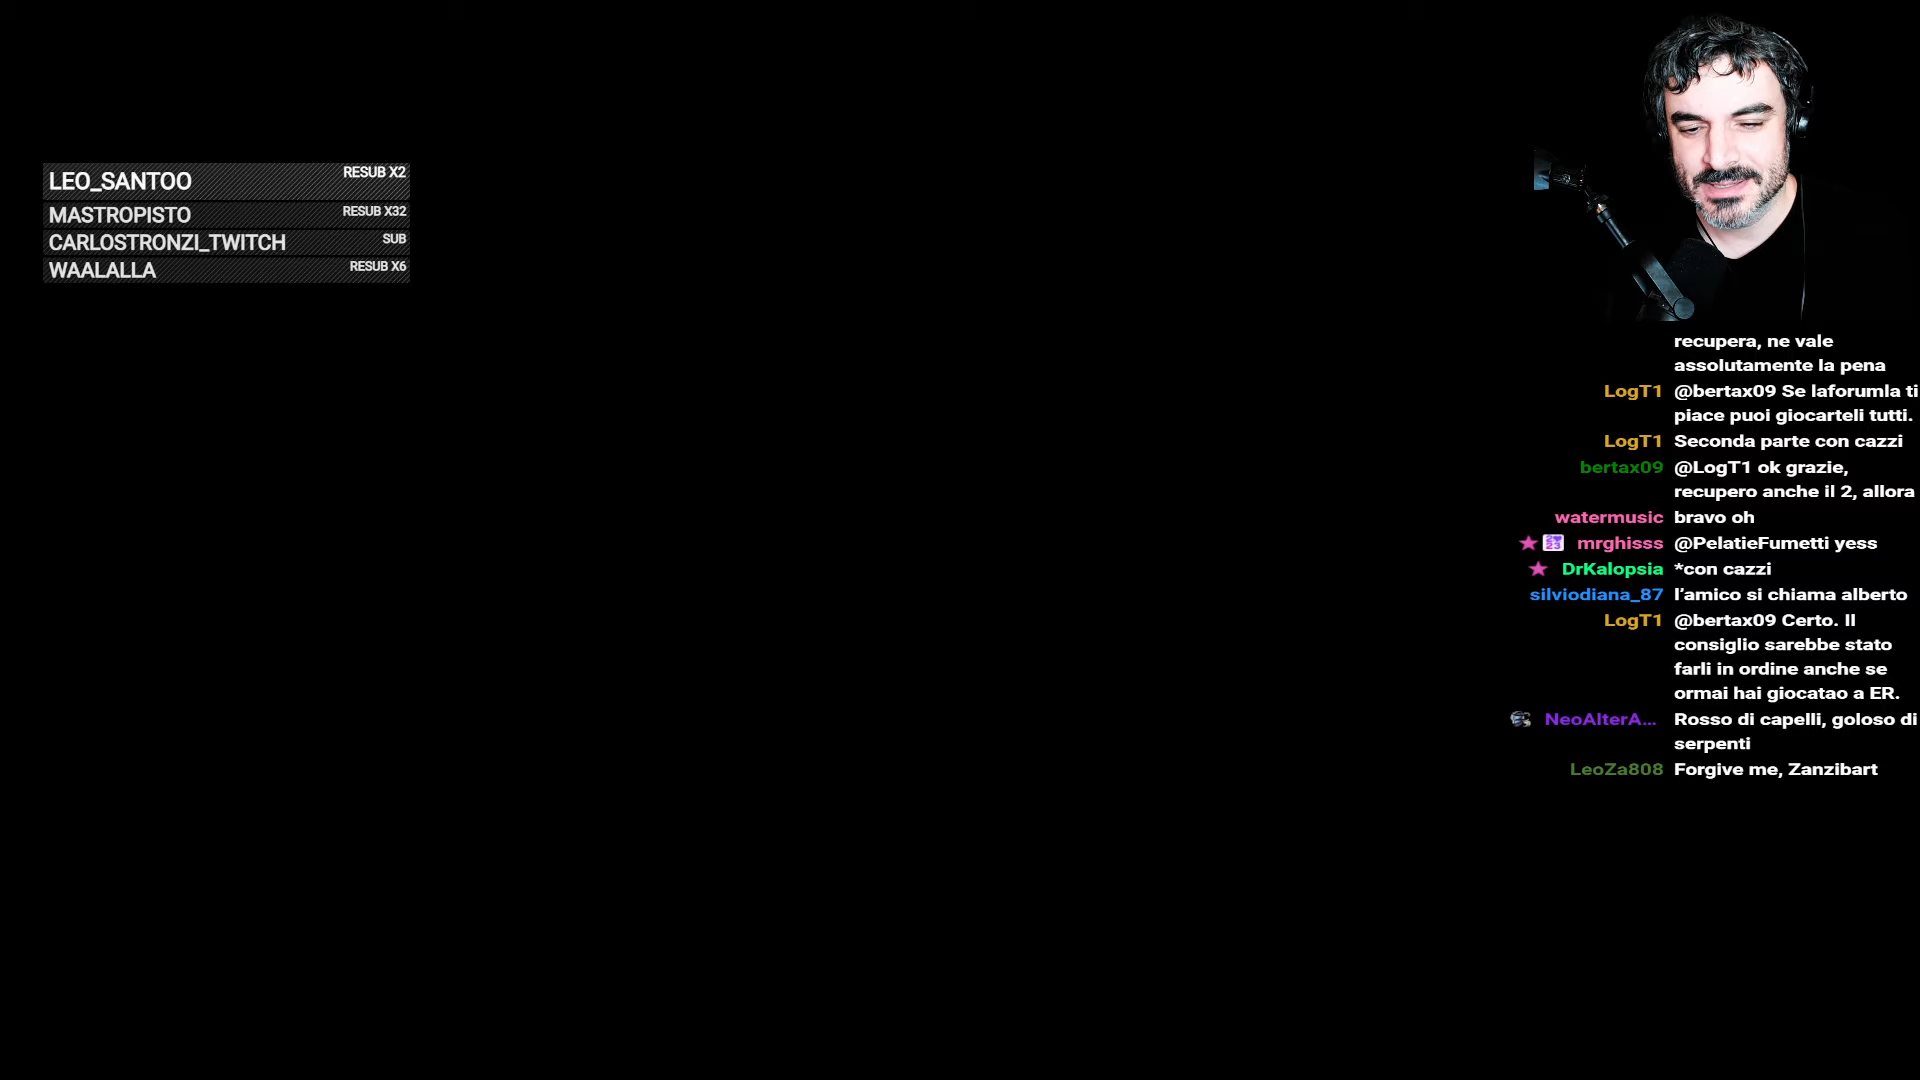 LEO_SANTOO RESUB X2
MASTROPISTO RESUB X32
CARLOSTRONZI_TWITCH SUB
WAALALLA RESUB X6
recupera, ne vale
assolutamente la pena
LogT1 @bertax09 Se laforumla ti
piace puoi giocarteli tutti.
LogT1 Seconda parte con cazzi
bertax09 @LogT1 ok grazie,
recupero anche il 2, allora
watermusic bravo oh
mrghisss @PelatieFumetti yess
DrKalopsia *con cazzi
silviodiana_87 l'amico si chiama alberto
LogT1 @bertax09 Certo. Il
consiglio sarebbe stato
farli in ordine anche se
ormai hai giocatao a ER.
NeoAlterA... Rosso di capelli, goloso di
serpenti
LeoZa808 Forgive me, Zanzibart